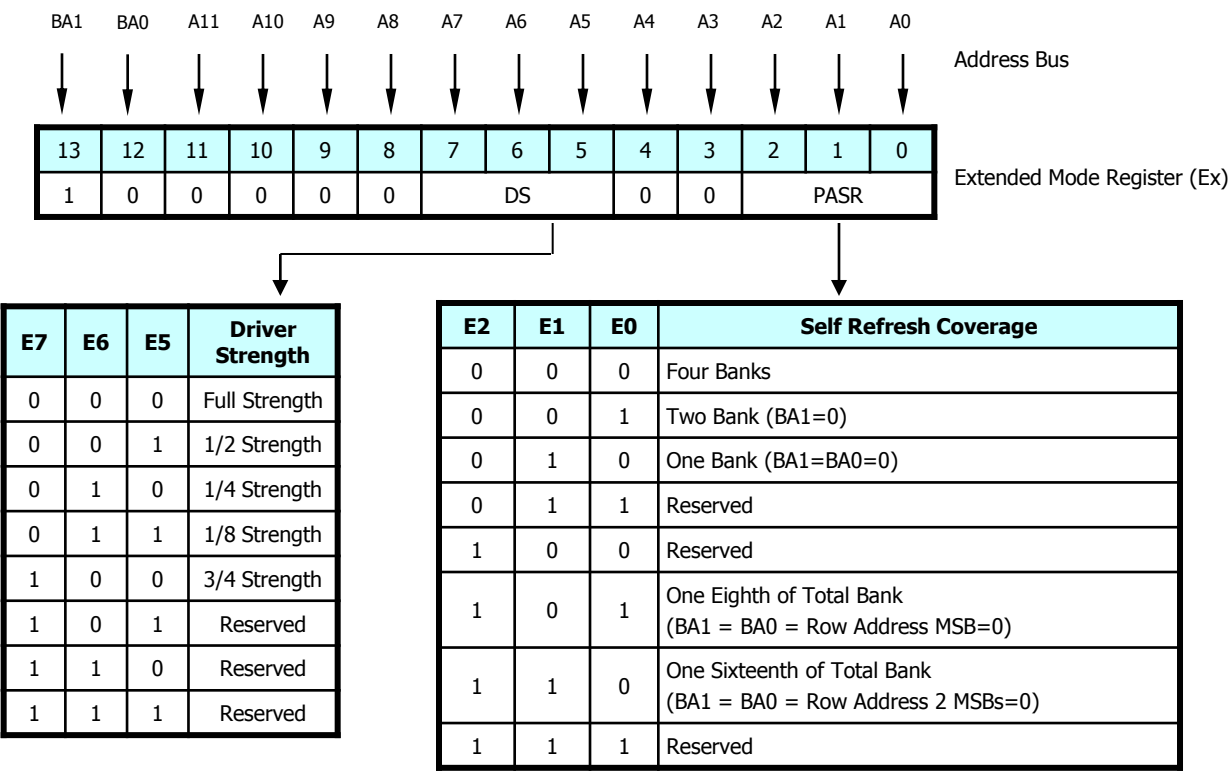 BA1 BA0 A11 A10 A9 A8 A7 A6 A5 A4 A3 A2 A1 A0
Address Bus
13 12 11 10 9 8 7 6 5 4 3 2 1 0
1 0 0 0 0 0 DS 0 0 PASR
Extended Mode Register (Ex)
E7 E6 E5 Driver Strength
0 0 0 Full Strength
0 0 1 1/2 Strength
0 1 0 1/4 Strength
0 1 1 1/8 Strength
1 0 0 3/4 Strength
1 0 1 Reserved
1 1 0 Reserved
1 1 1 Reserved
E2 E1 E0 Self Refresh Coverage
0 0 0 Four Banks
0 0 1 Two Bank (BA1=0)
0 1 0 One Bank (BA1=BA0=0)
0 1 1 Reserved
1 0 0 Reserved
1 0 1 One Eighth of Total Bank
(BA1 = BA0 = Row Address MSB=0)
1 1 0 One Sixteenth of Total Bank
(BA1 = BA0 = Row Address 2 MSBs=0)
1 1 1 Reserved